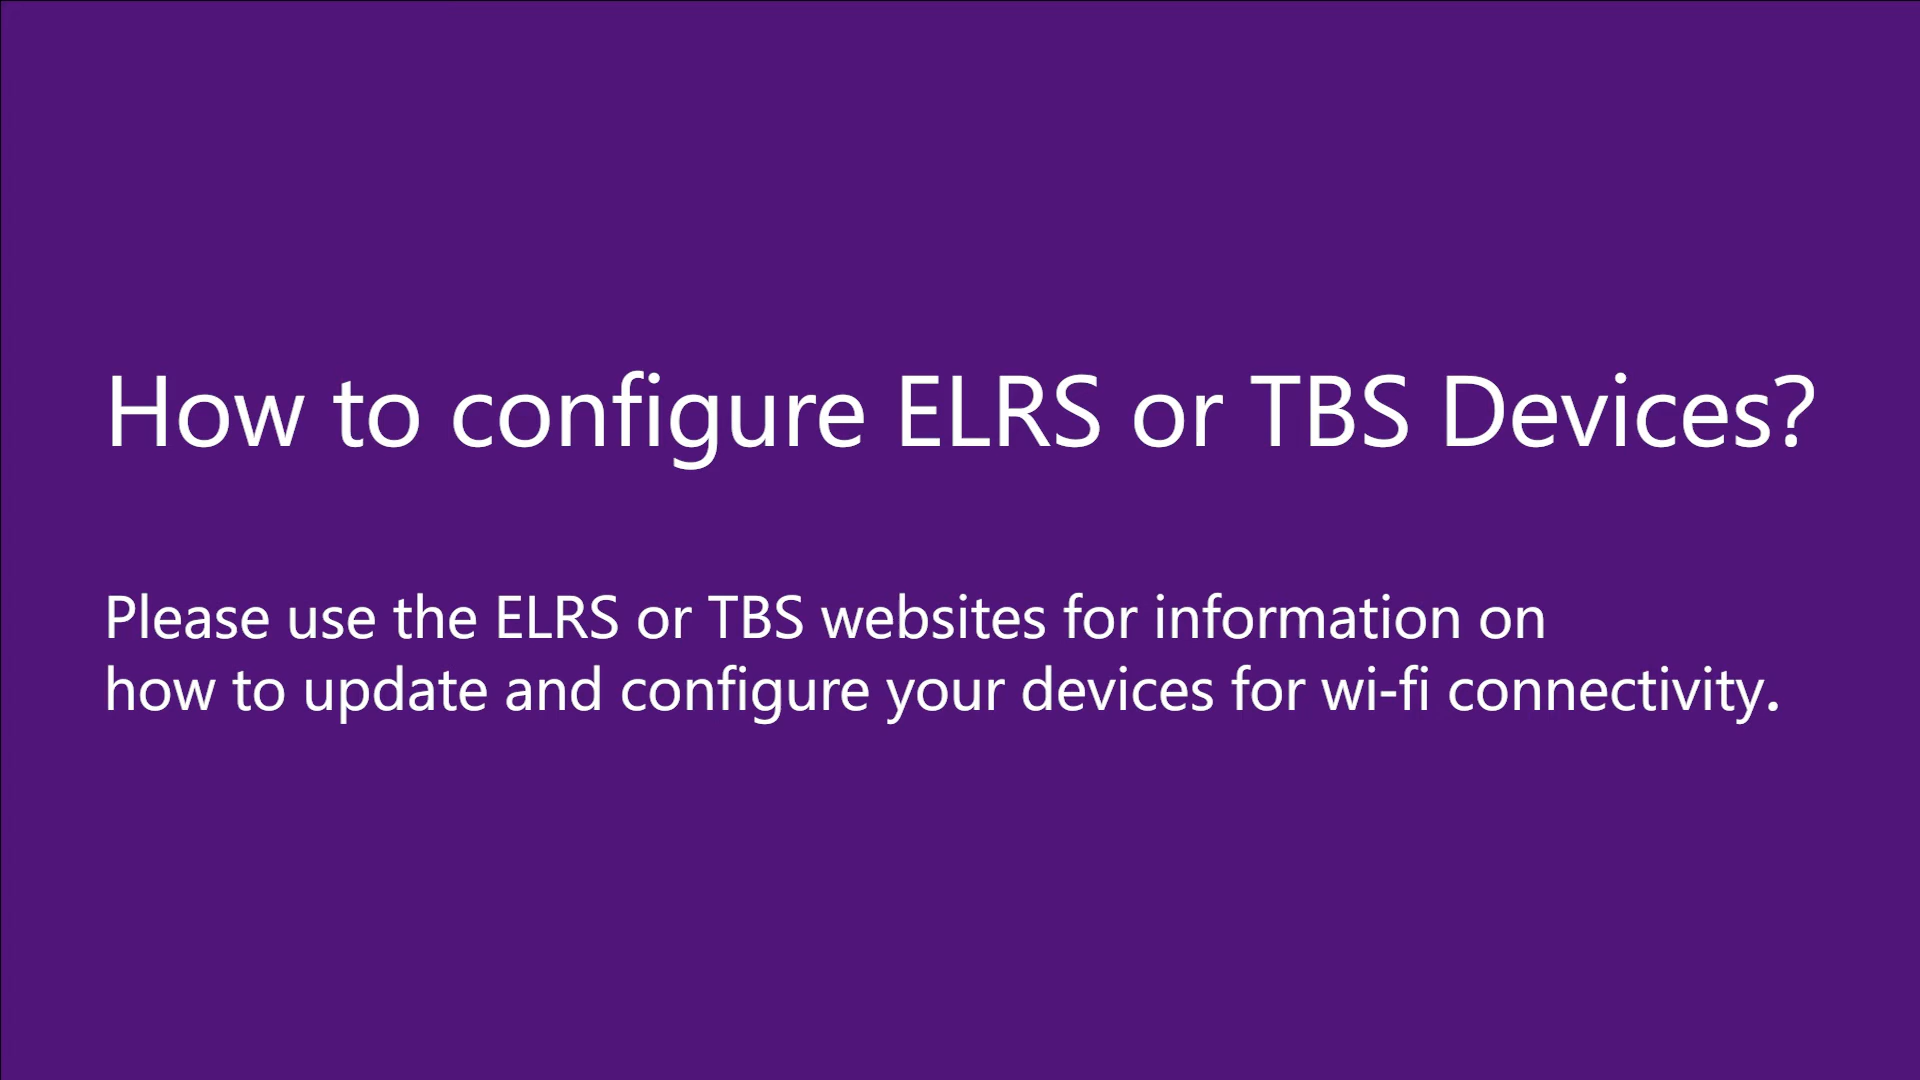 How to configure ELRS or TBS Devices?
Please use the ELRS or TBS websites for information on
how to update and configure your devices for wi-fi connectivity.